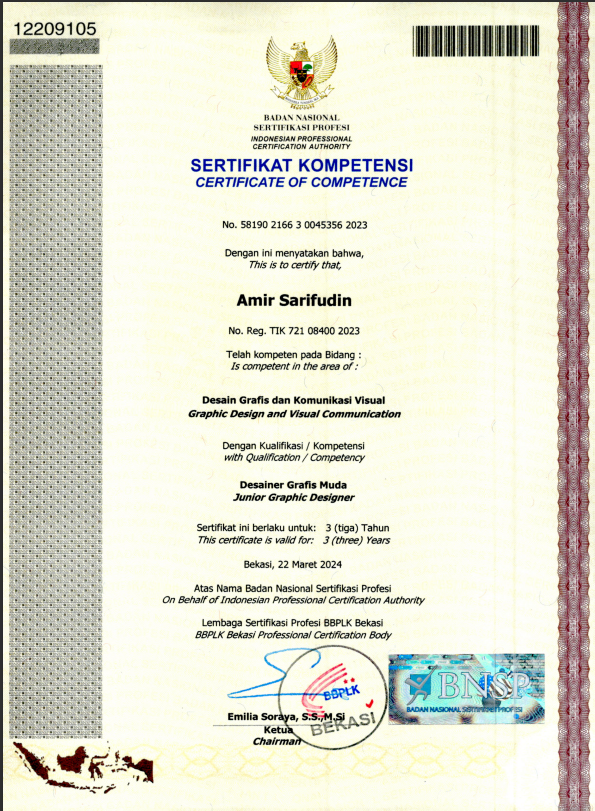 12209105
BADAN NASIONAL
SERTIFIKASI PROFESI
INDONESIAN PROFESSIONAL
CERTIFICATION AUTHORITY
SERTIFIKAT KOMPETENSI
CERTIFICATE OF COMPETENCE
No. 58190 2166 3 0045356 2023
Dengan ini menyatakan bahwa,
This is to certify that,
Amir Sarifudin
No. Reg. TIK 721 08400 2023
Telah kompeten pada Bidang :
Is competent in the area of :
Desain Grafis dan Komunikasi Visual
Graphic Design and Visual Communication
Dengan Kualifikasi / Kompetensi
with Qualification / Competency
Desainer Grafis Muda
Junior Graphic Designer
Sertifikat ini berlaku untuk: 3 (tiga) Tahun
This certificate is valid for: 3 (three) Years
Bekasi, 22 Maret 2024
Atas Nama Badan Nasional Sertifikasi Profesi
On Behalf of Indonesian Professional Certification Authority
Lembaga Sertifikasi Profesi BBPLK Bekasi
BBPLK Bekasi Professional Certification Body
BBPLK
BEKASI
BNSP
BADAN NASIONAL SERTIFIKASI PROFESI
Emilia Soraya, S.S.,M.Si
Ketua
Chairman